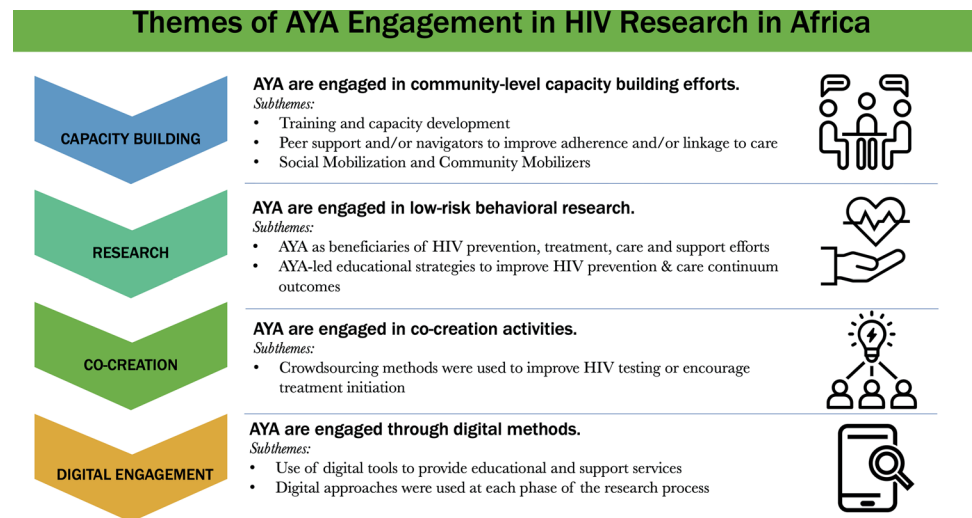 Themes of AYA Engagement in HIV Research in Africa
CAPACITY BUILDING
AYA are engaged in community-level capacity building efforts.
Subthemes:
• Training and capacity development
• Peer support and/or navigators to improve adherence and/or linkage to care
• Social Mobilization and Community Mobilizers
RESEARCH
AYA are engaged in low-risk behavioral research.
Subthemes:
• AYA as beneficiaries of HIV prevention, treatment, care and support efforts
• AYA-led educational strategies to improve HIV prevention & care continuum
outcomes
CO-CREATION
AYA are engaged in co-creation activities.
Subthemes:
• Crowdsourcing methods were used to improve HIV testing or encourage
treatment initiation
DIGITAL ENGAGEMENT
AYA are engaged through digital methods.
Subthemes:
• Use of digital tools to provide educational and support services
• Digital approaches were used at each phase of the research process